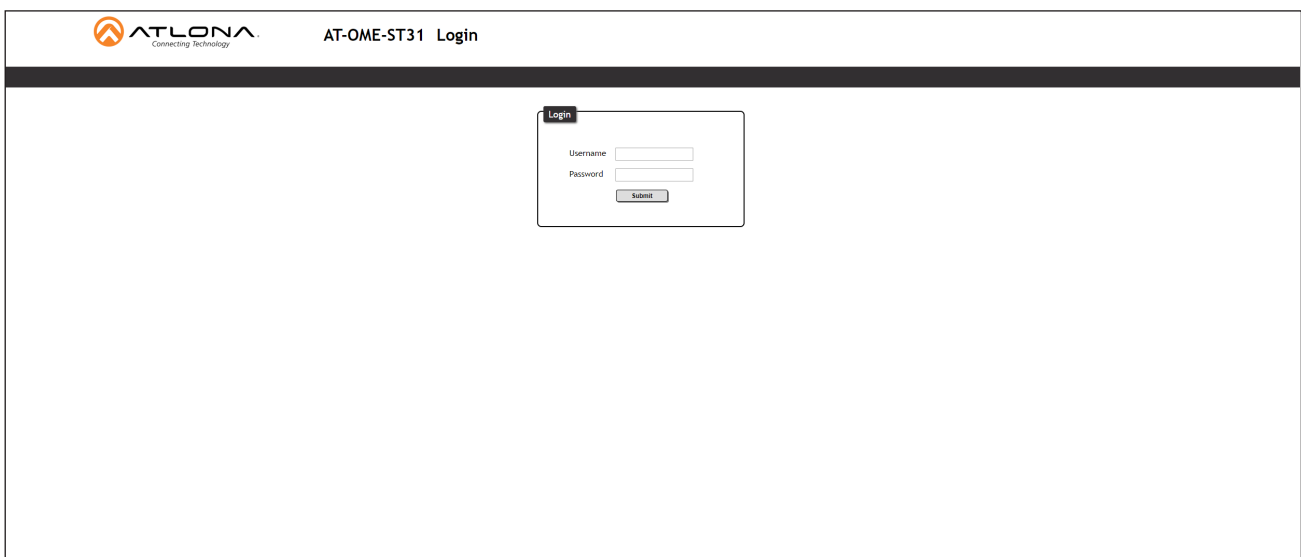 ATLONA.
Connecting Technology
AT-OME-ST31 Login
Login
Username
Password
Submit